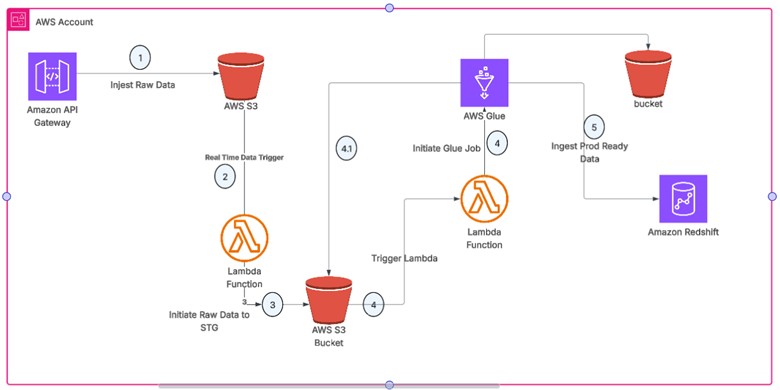 AWS Account
1
Injest Raw Data
Amazon API
Gateway
AWS S3
Real Time Data Trigger
2
Lambda
Function
3
3
Initiate Raw Data to
STG
AWS S3
Bucket
4
Trigger Lambda
4.1
AWS Glue
Initiate Glue Job
4
Lambda
Function
bucket
5
Ingest Prod Ready
Data
Amazon Redshift